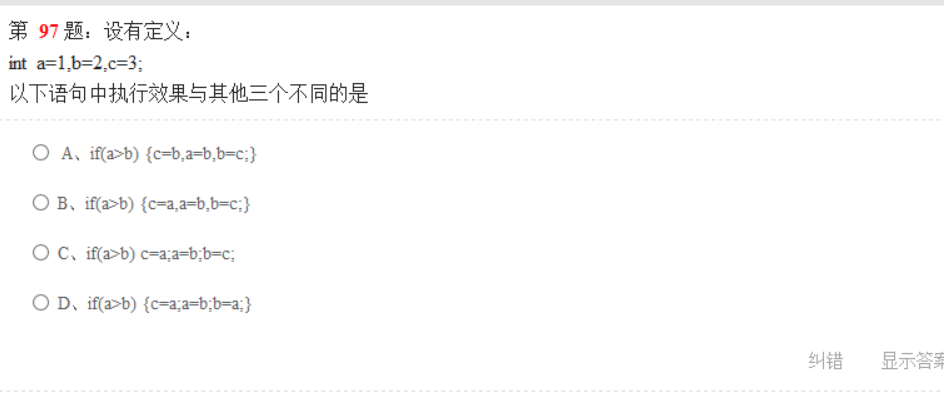 第 97 题：设有定义：
int a=1,b=2,c=3;
以下语句中执行效果与其他三个不同的是
A、if(a>b) {c=b,a=b,b=c;}
B、if(a>b) {c=a,a=b,b=c;}
C、if(a>b) c=a;a=b;b=c;
D、if(a>b) {c=a;a=b;b=a;}
纠错 显示答案